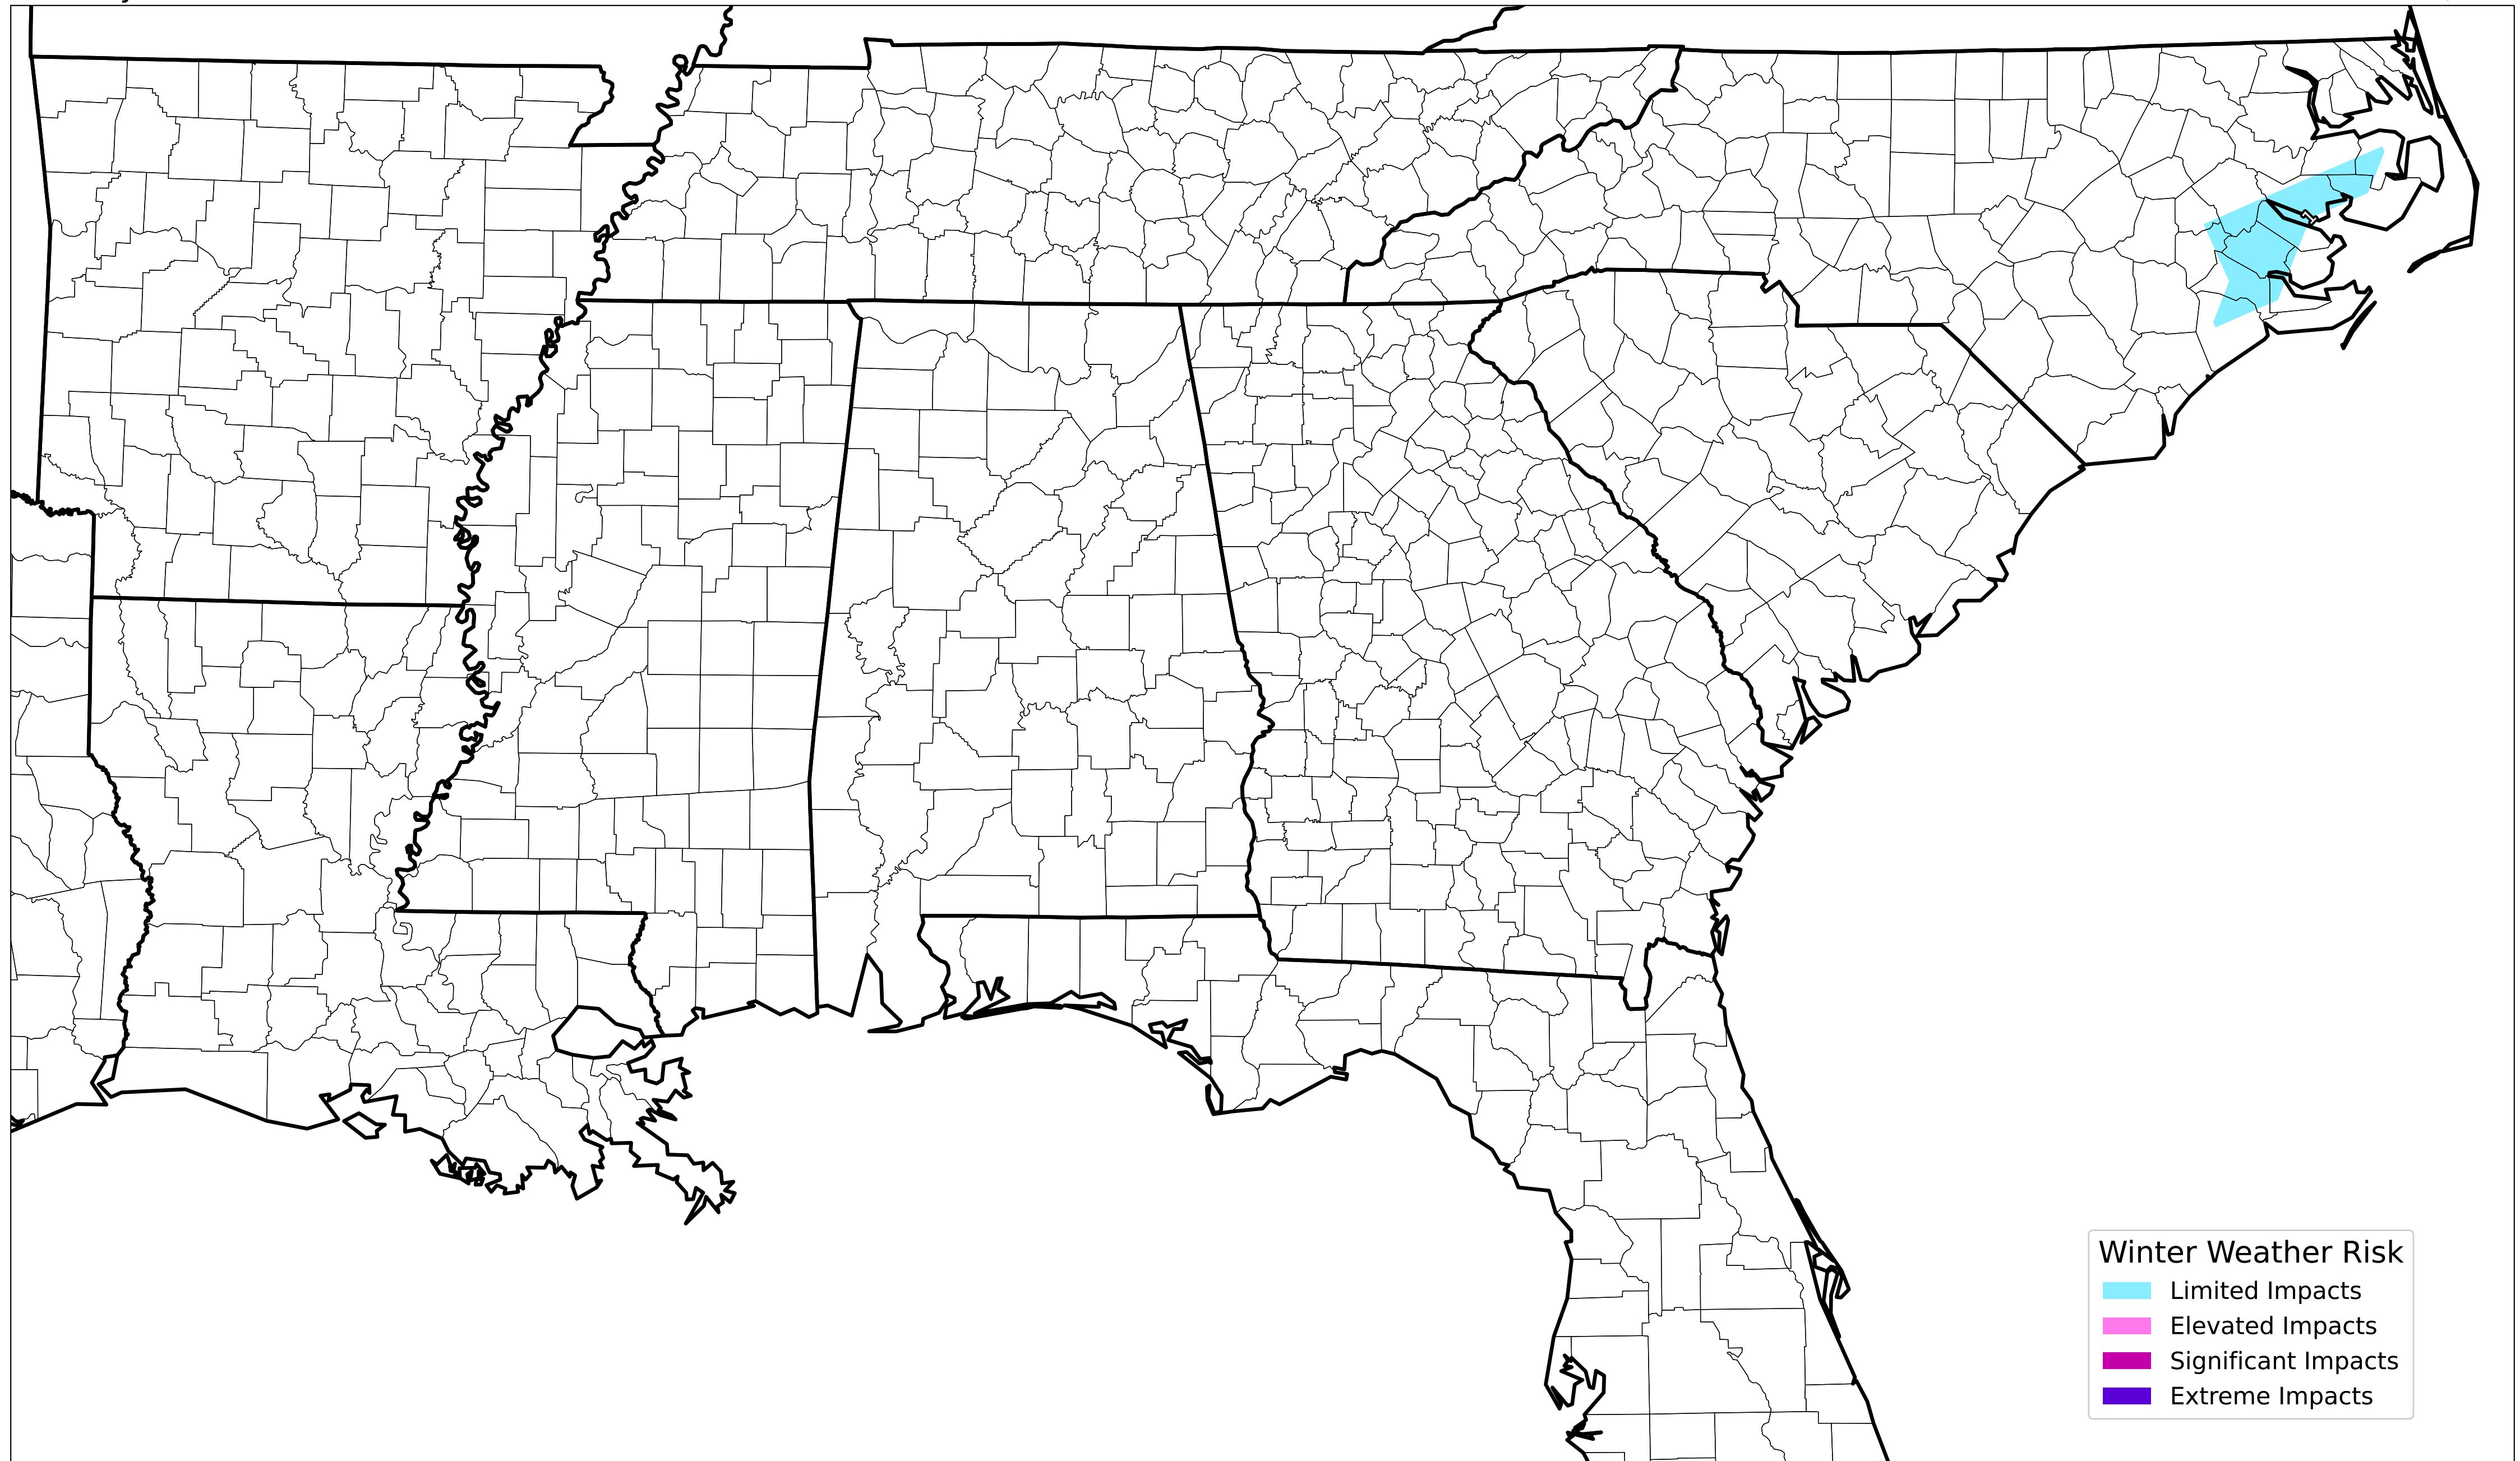 Winter Weather Risk
Limited Impacts
Elevated Impacts
Significant Impacts
Extreme Impacts